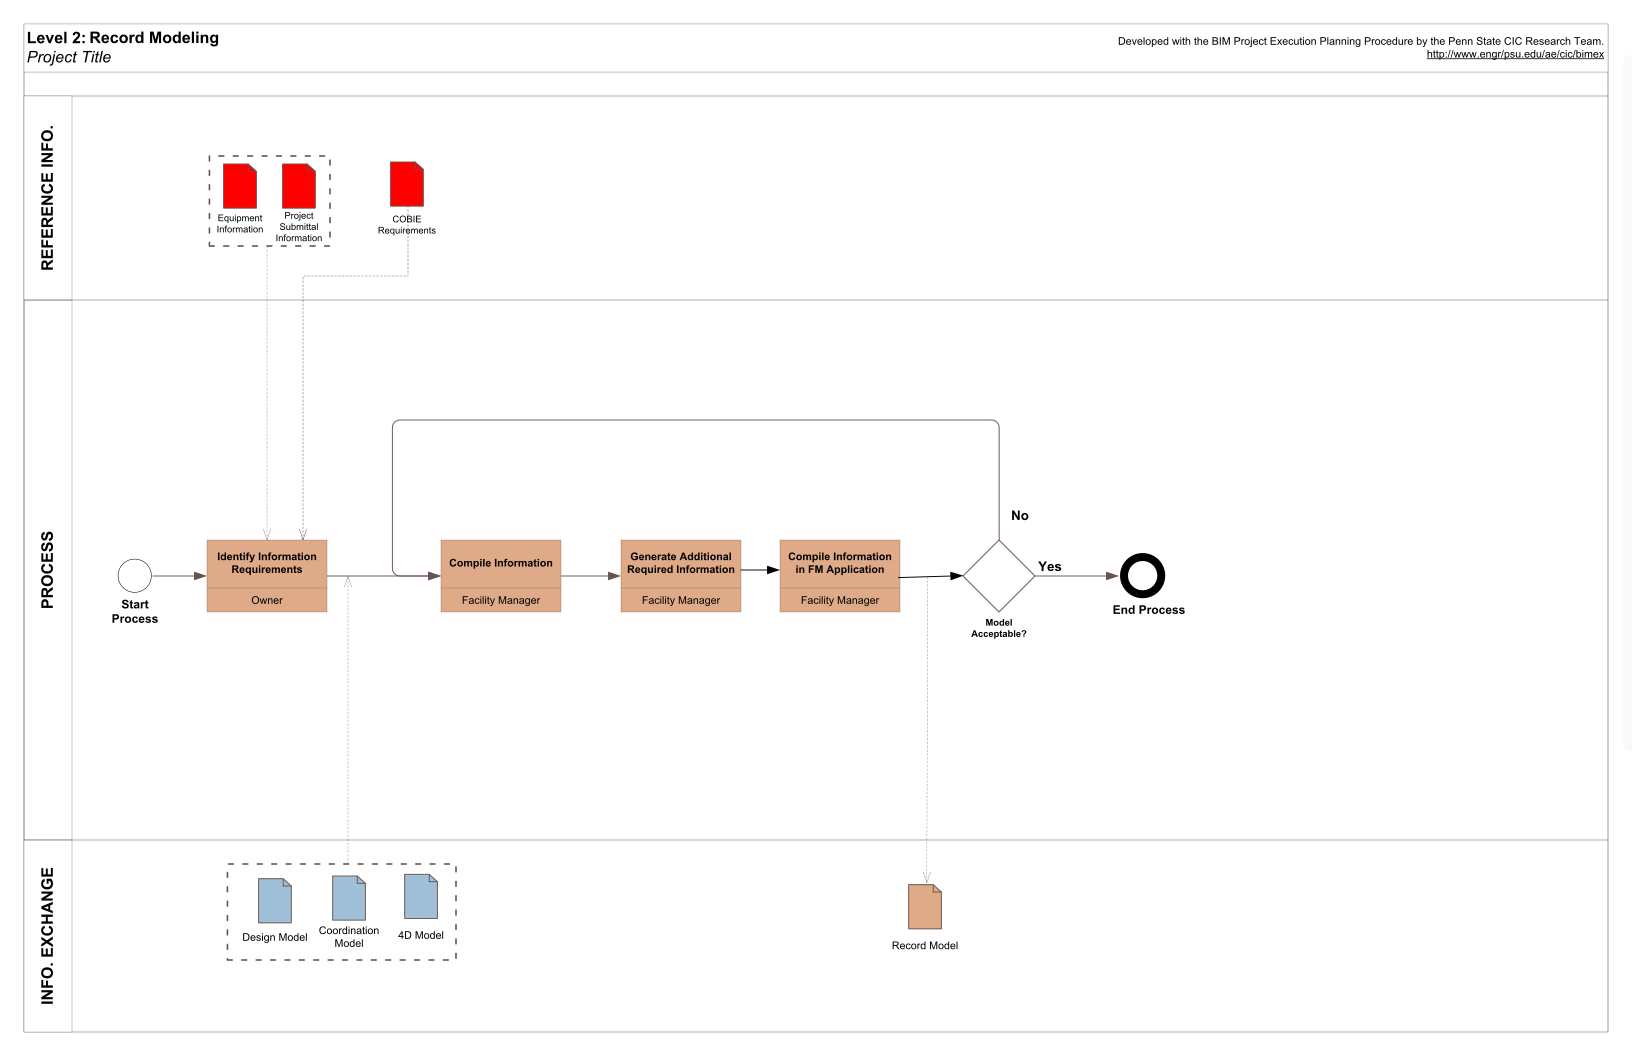 Level 2: Record Modeling
Project Title
Developed with the BIM Project Execution Planning Procedure by the Penn State CIC Research Team.
http://www.engr/psu.edu/ae/cic/bimex
REFERENCE INFO.
Equipment
Information
Project
Submittal
Information
COBIE
Requirements
PROCESS
Start
Process
Identify Information
Requirements
Owner
Compile Information
Facility Manager
Generate Additional
Required Information
Facility Manager
Compile Information
in FM Application
Facility Manager
No
Yes
Model
Acceptable?
End Process
INFO. EXCHANGE
Design Model
Coordination
Model
4D Model
Record Model